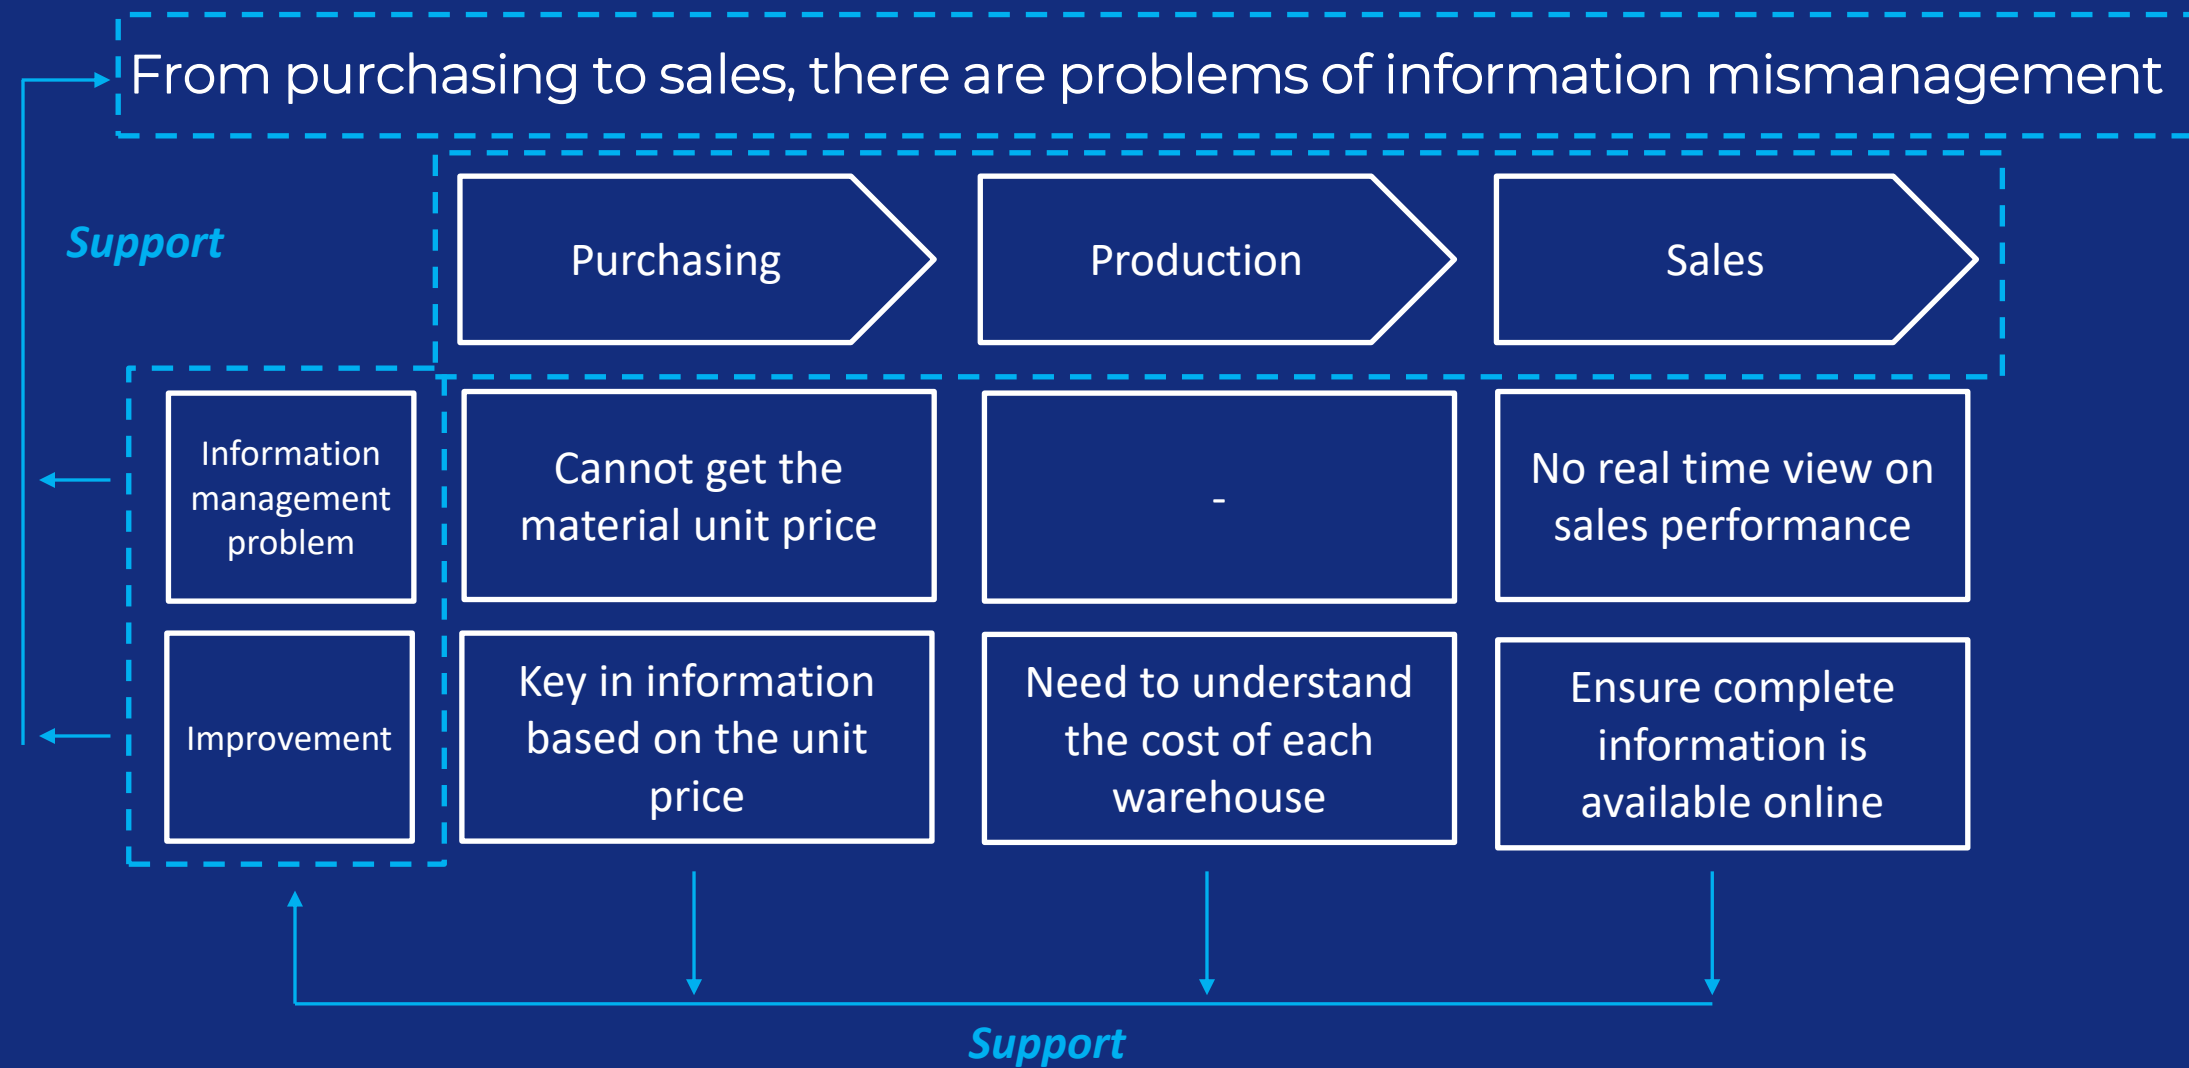 From purchasing to sales, there are problems of information mismanagement
Support
Purchasing
Production
Sales
Information
management
problem
Cannot get the
material unit price
-
No real time view on
sales performance
Improvement
Key in information
based on the unit
price
Need to understand
the cost of each
warehouse
Ensure complete
information is
available online
Support